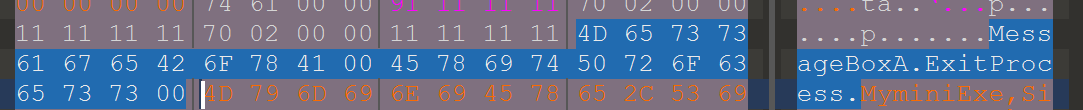 00 00 00 00 74 61 00 00 91 11 11 11 70 02 00 00 ....ta..'...p...
11 11 11 11 70 02 00 00 11 11 11 11 4D 65 73 73 ....p.......Mess
61 67 65 42 6F 78 41 00 45 78 69 74 50 72 6F 63 ageBoxA.ExitProc
65 73 73 00 4D 79 6D 69 6E 69 45 78 65 2C 53 69 ess.MyminiExe,Si